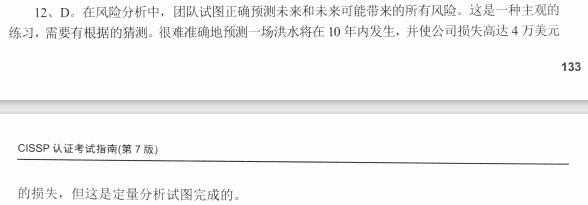 12、D。在风险分析中，团队试图正确预测未来和未来可能带来的所有风险。这是一种主观的
练习，需要有根据的猜测。很难准确地预测一场洪水将在 10 年内发生，并使公司损失高达 4 万美元
133
CISSP 认证考试指南(第 7 版)
的损失，但这是定量分析试图完成的。